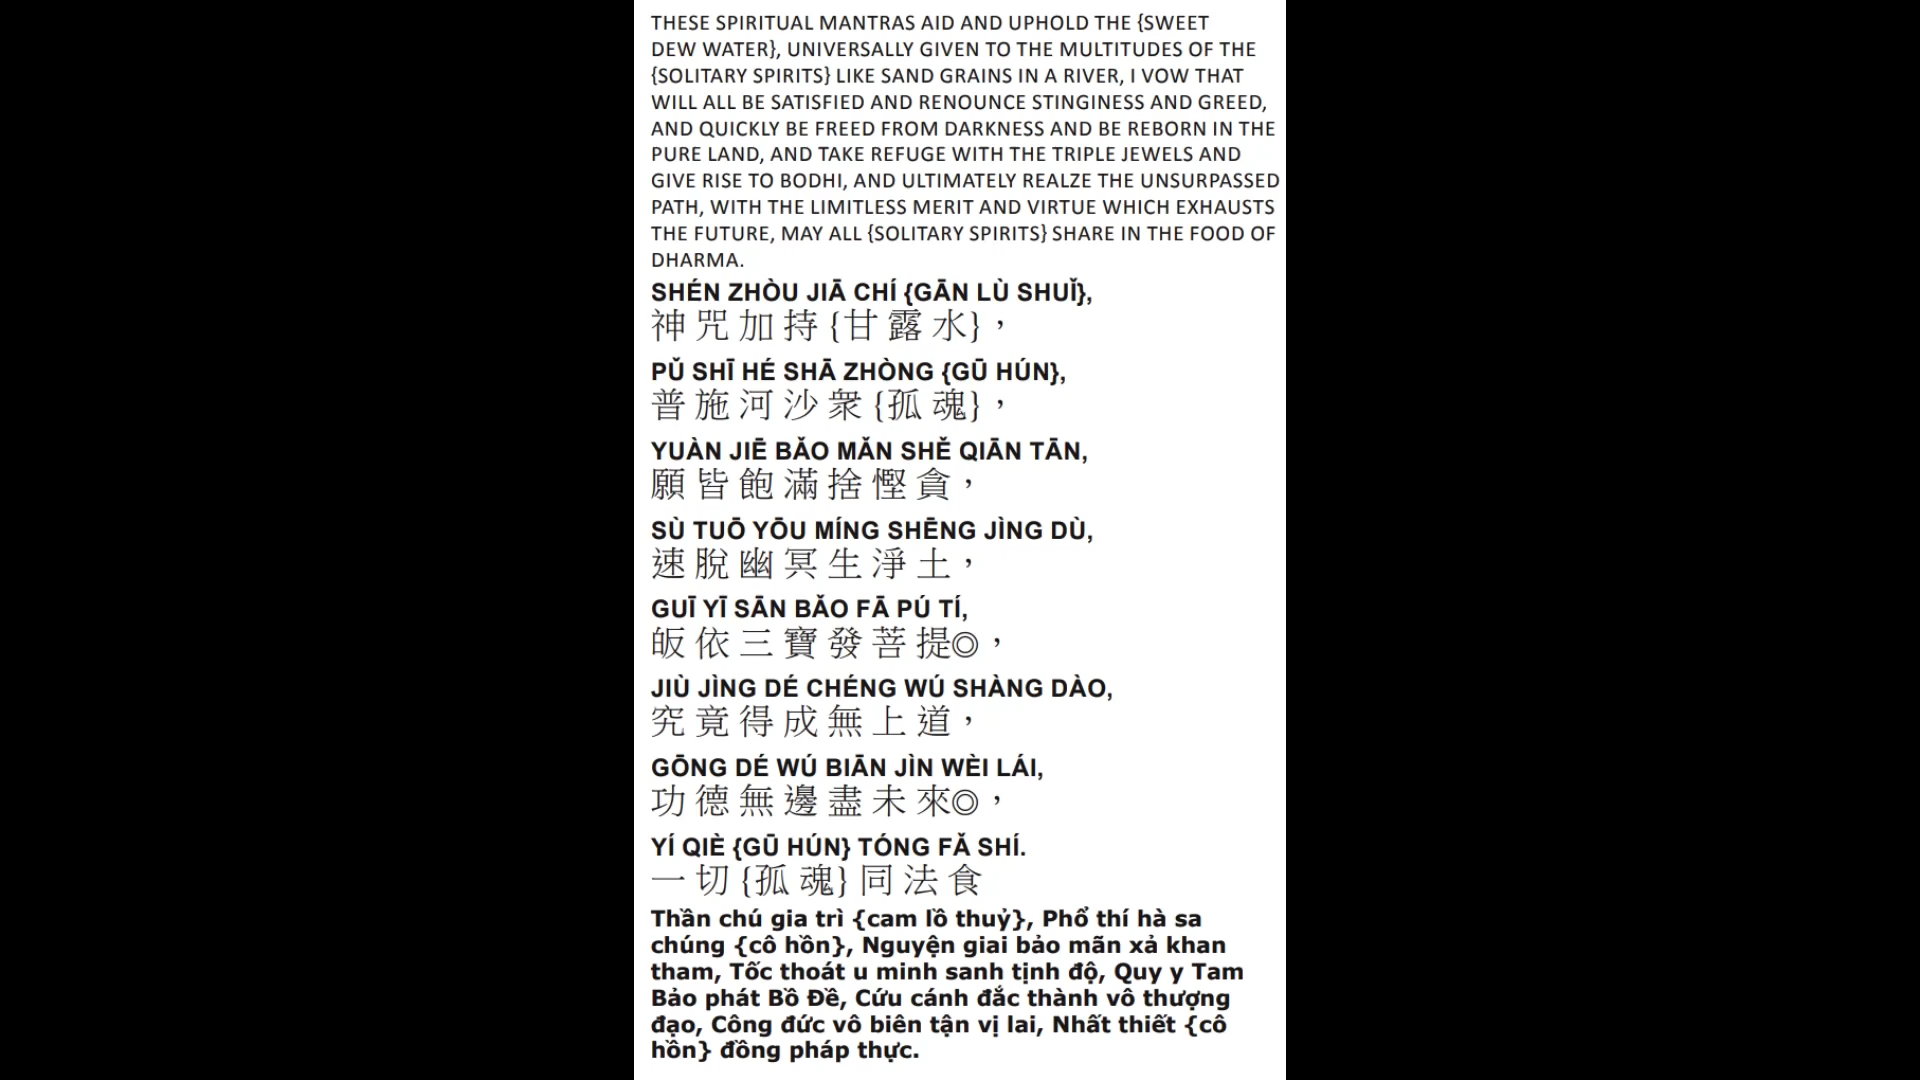 THESE SPIRITUAL MANTRAS AID AND UPHOLD THE {SWEET
DEW WATER}, UNIVERSALLY GIVEN TO THE MULTITUDES OF THE
{SOLITARY SPIRITS} LIKE SAND GRAINS IN A RIVER, I VOW THAT
WILL ALL BE SATISFIED AND RENOUNCE STINGINESS AND GREED,
AND QUICKLY BE FREED FROM DARKNESS AND BE REBORN IN THE
PURE LAND, AND TAKE REFUGE WITH THE TRIPLE JEWELS AND
GIVE RISE TO BODHI, AND ULTIMATELY REALZE THE UNSURPASSED
PATH, WITH THE LIMITLESS MERIT AND VIRTUE WHICH EXHAUSTS
THE FUTURE, MAY ALL {SOLITARY SPIRITS} SHARE IN THE FOOD OF
DHARMA.
SHÉN ZHÒU JIĀ CHÍ {GĀN LÙ SHUǏ},
神 咒 加 持 {甘 露 水}，
PǓ SHĪ HÉ SHĀ ZHÒNG {GŪ HÚN},
普 施 河 沙 衆 {孤 魂}，
YUÀN JIĒ BǍO MǍN SHĚ QIĀN TĀN,
願 皆 飽 滿 捨 慳 貪，
SÙ TUŌ YŌU MÍNG SHĒNG JÌNG DÙ,
速 脫 幽 冥 生 淨 土，
GUĪ YĪ SĀN BǍO FĀ PÚ TÍ,
皈 依 三 寶 發 菩 提◎，
JIÙ JÌNG DÉ CHÉNG WÚ SHÀNG DÀO,
究 竟 得 成 無 上 道，
GŌNG DÉ WÚ BIĀN JÌN WÈI LÁI,
功 德 無 邊 盡 未 來◎，
YÍ QIÈ {GŪ HÚN} TÓNG FǍ SHÍ.
一 切 {孤 魂} 同 法 食
Thần chú gia trì {cam lồ thuỷ}, Phổ thí hà sa
chúng {cô hồn}, Nguyện giai bảo mãn xả khan
tham, Tốc thoát u minh sanh tịnh độ, Quy y Tam
Bảo phát Bồ Đề, Cứu cánh đắc thành vô thượng
đạo, Công đức vô biên tận vị lai, Nhất thiết {cô
hồn} đồng pháp thực.